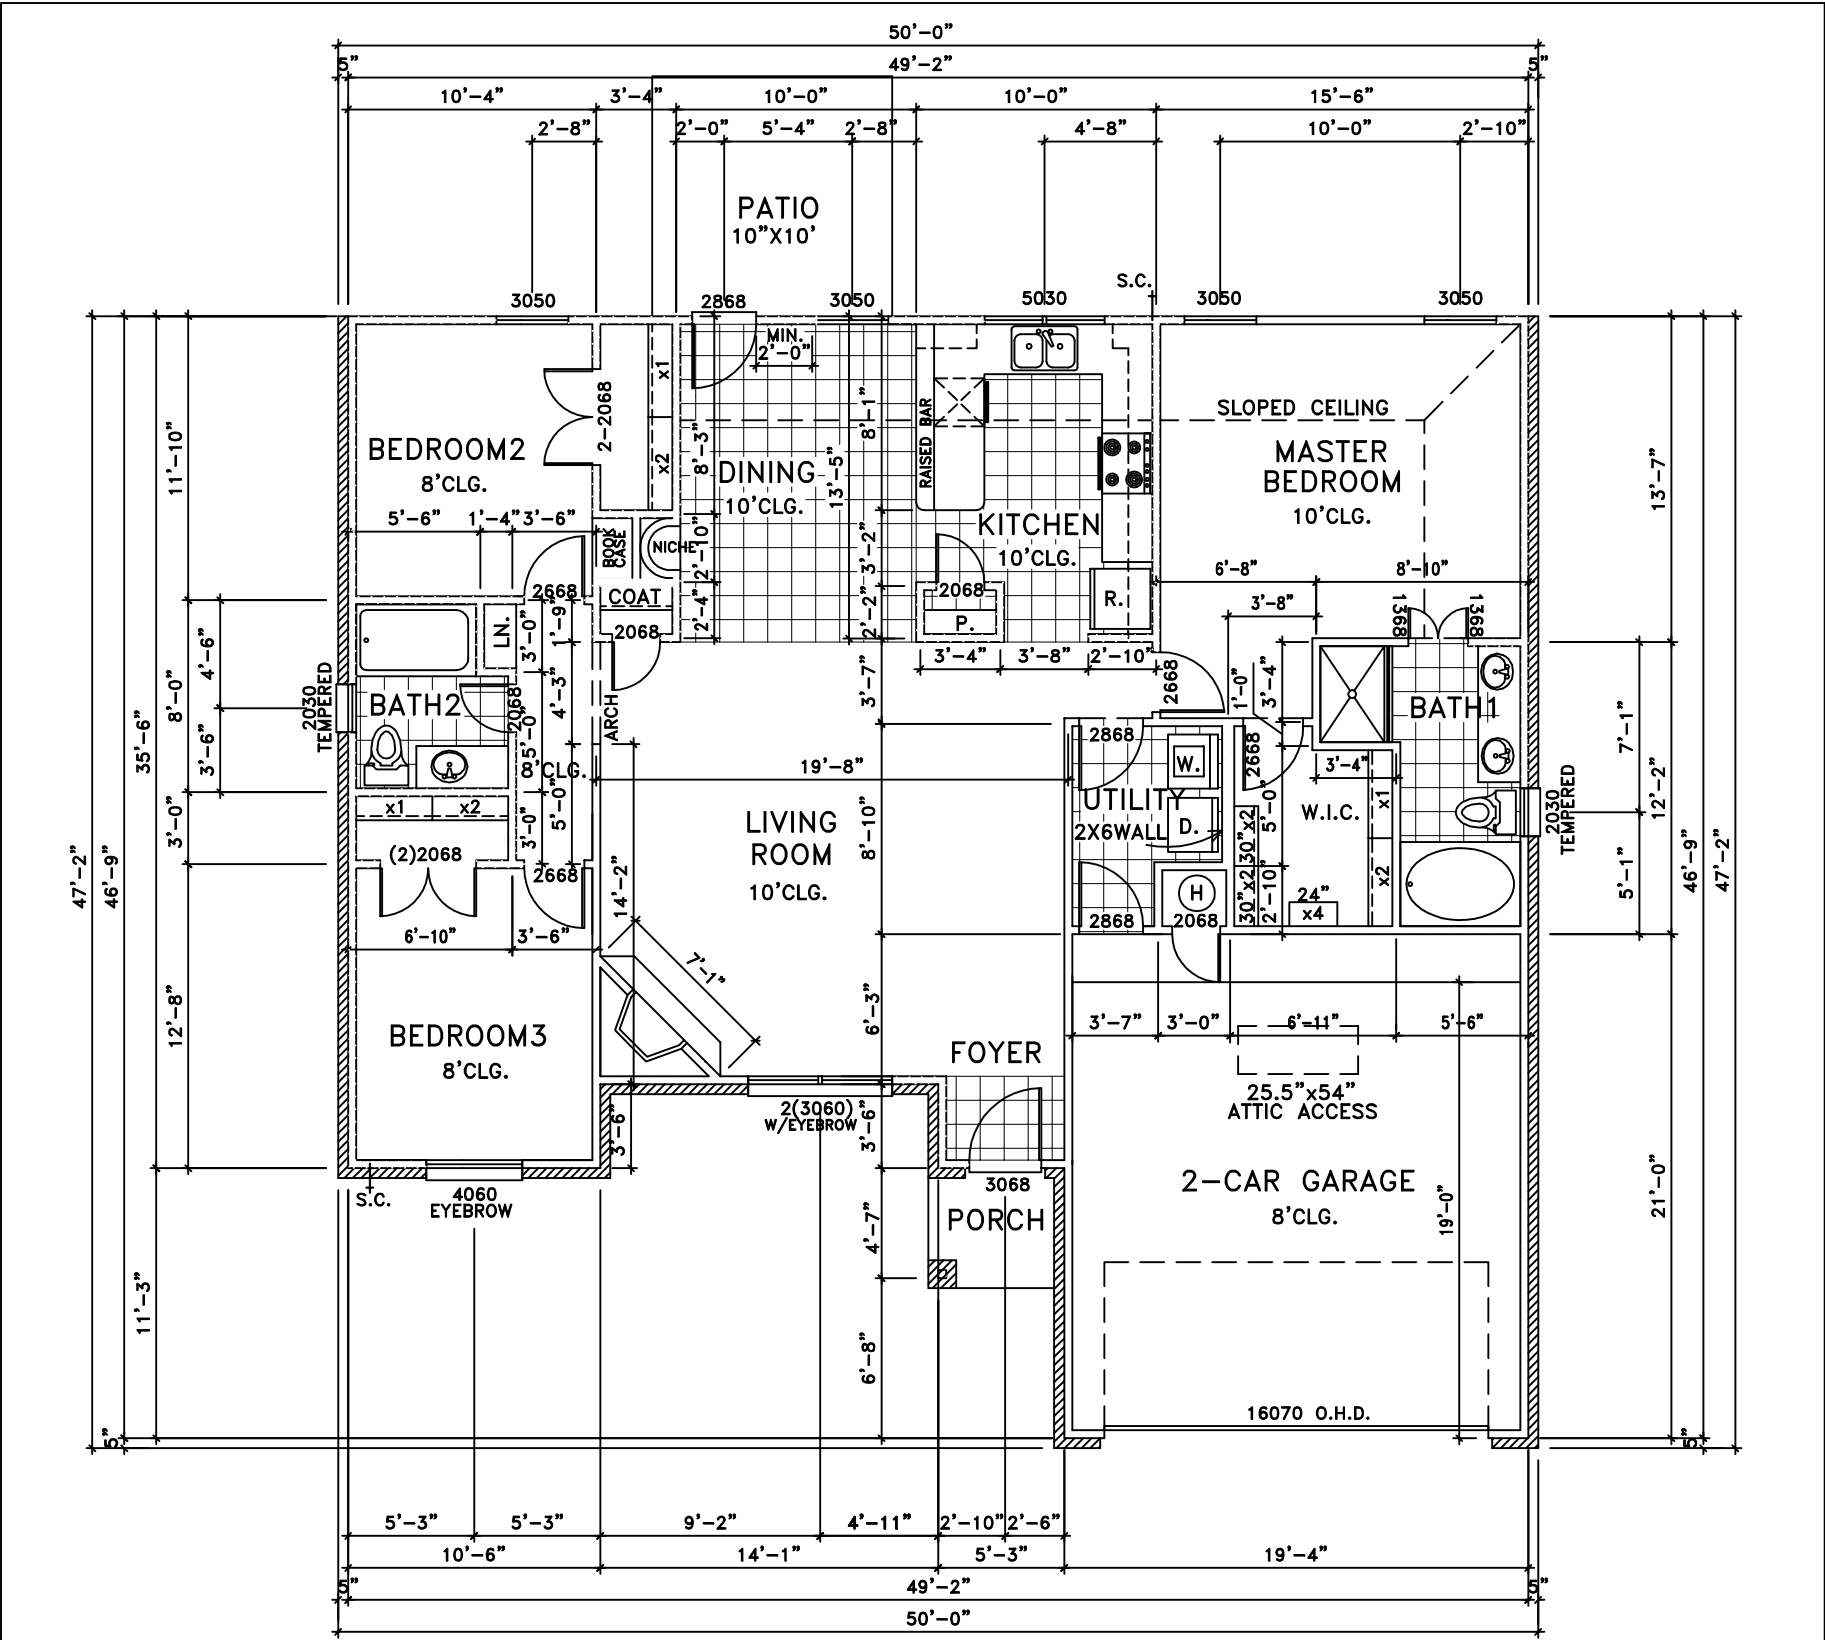 50'-0"
5" 49'-2" 5"
10'-4" 3'-4" 10'-0" 10'-0" 15'-6"
2'-8" 2'-0" 5'-4" 2'-8" 4'-8" 10'-0" 2'-10"
PATIO
10"X10'
S.C.
3050 2868 3050 5030 3050 3050
MIN.
2'-0"
x1
2-2068
x2
8'-3"
8'-1"
13'-5"
RAISED BAR
SLOPED CEILING
BEDROOM2
8'CLG.
DINING
10'CLG.
KITCHEN
10'CLG.
MASTER
BEDROOM
10'CLG.
11'-10"
13'-7"
5'-6" 1'-4" 3'-6"
BOOK
CASE
NICHE
2'-10"
3'-2"
6'-8" 8'-10"
2668
COAT
2068
2'-4"
2'-2"
2068
P.
R.
3'-8"
1368
1368
LN.
3'-0"
1'-9"
4'-6"
8'-0"
3'-6"
3'-4" 3'-8" 2'-10"
3'-7"
2668
1'-0"
3'-4"
2030
TEMPERED
BATH2
2068
5'-0"
4'-3"
ARCH
8'CLG.
BATH1
7'-1"
12'-2"
35'-6"
2868
W.
2668
3'-4"
19'-8"
x1 x2
3'-0"
3'-0"
5'-0"
UTILITY
2X6WALL
D.
30"x2
30"x2
5'-0"
2'-10"
W.I.C.
x1
x2
2030
TEMPERED
LIVING
ROOM
10'CLG.
8'-10"
(2)2068
2668
47'-2"
46'-9"
14'-2"
H
2868 2068
24"
x4
5'-1"
46'-9"
47'-2"
6'-10" 3'-6"
7'-1"
12'-8"
6'-3"
3'-7" 3'-0" 6'-11" 5'-6"
BEDROOM3
8'CLG.
FOYER
25.5"x54"
ATTIC ACCESS
2(3060)
W/EYEBROW
3'-6"
3'-6"
2-CAR GARAGE
8'CLG.
19'-0"
21'-0"
S.C.
4060
EYEBROW
3068
PORCH
4'-7"
11'-3"
6'-8"
16070 O.H.D.
5"
5"
5'-3" 5'-3" 9'-2" 4'-11" 2'-10" 2'-6"
10'-6" 14'-1" 5'-3" 19'-4"
5" 49'-2" 5"
50'-0"